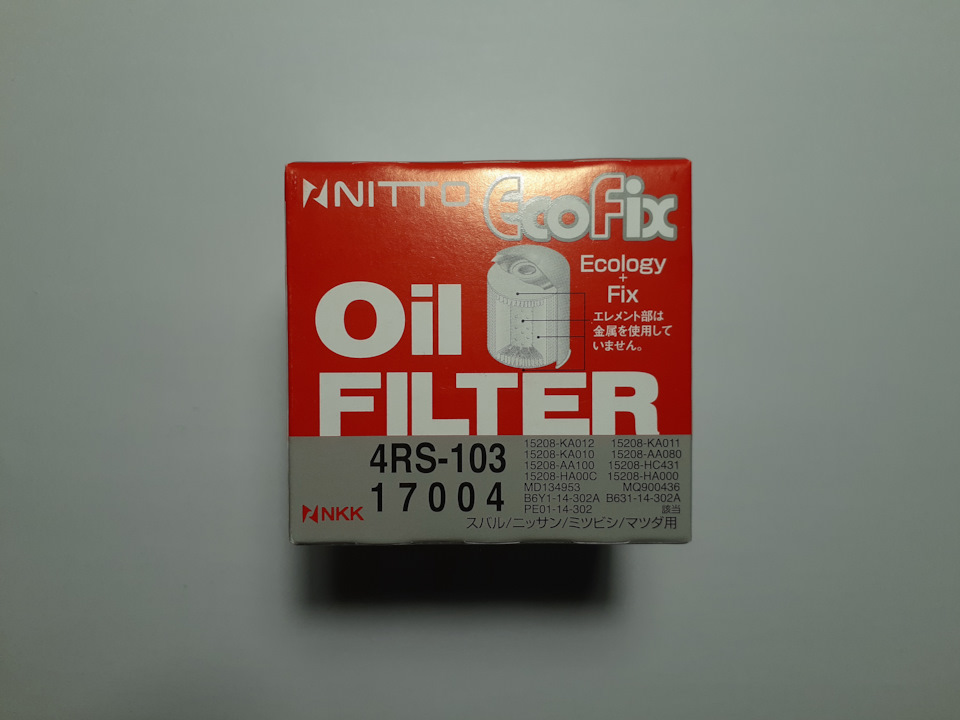 NITTO EcoFix
Ecology
+
Fix
Oil
エレメント部は
金属を使用して
いません。
FILTER
4RS-103
17004
NKK
15208-KA012 15208-KA011
15208-KA010 15208-AA080
15208-AA100 15208-HC431
15208-HA00C 15208-HA000
MD134953 MQ900436
B6Y1-14-302A B631-14-302A
PE01-14-302 該当
スバル/ニッサン/ミツビシ/マツダ用